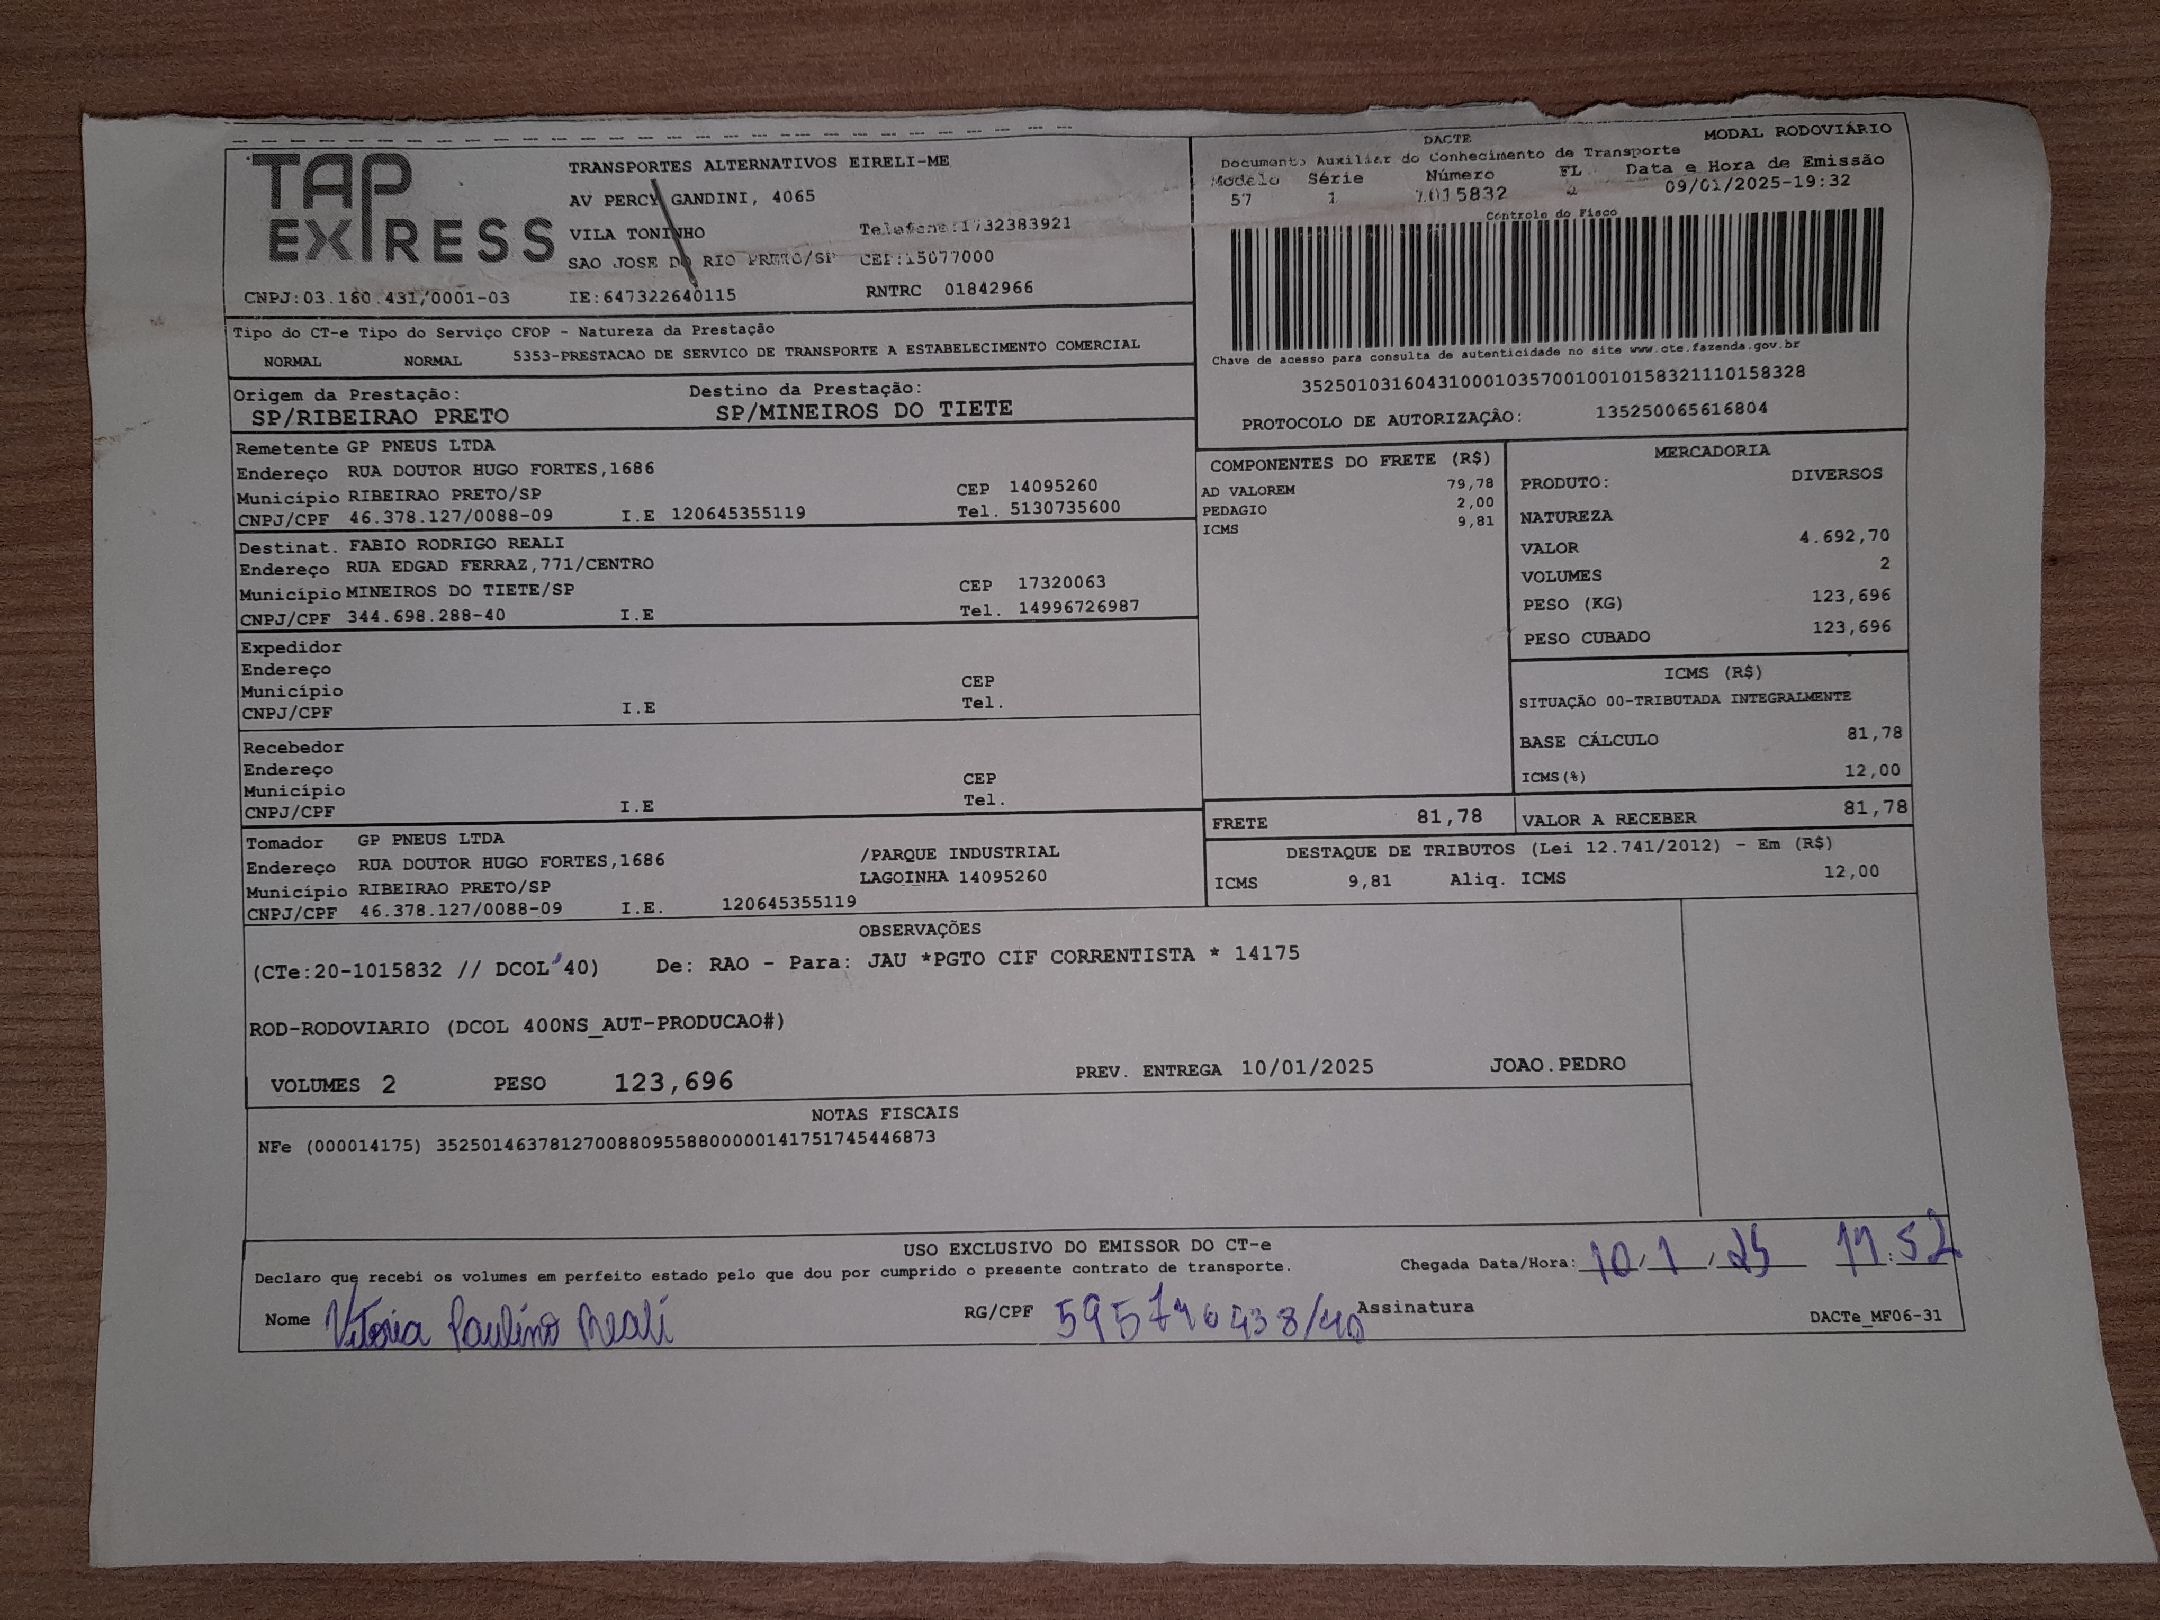 TAP
EXPRESS
TRANSPORTES ALTERNATIVOS EIRELI-ME
AV PERCY GANDINI, 4065
VILA TONINHO Telefone:1732383921
SAO JOSE DO RIO PRETO/SP CEP:15077000
CNPJ:03.160.431/0001-03 IE:647322640115 RNTRC 01842966
DACTE MODAL RODOVIÁRIO
Documento Auxiliar do Conhecimento de Transporte
Modelo Série Número FL Data e Hora de Emissão
57 1 1015832 09/01/2025-19:32
Controle do Fisco
Chave de acesso para consulta de autenticidade no site www.cte.fazenda.gov.br
35250103160431000103570010010158321110158328
PROTOCOLO DE AUTORIZAÇÃO: 135250065616804
Tipo do CT-e Tipo do Serviço CFOP - Natureza da Prestação
NORMAL NORMAL 5353-PRESTACAO DE SERVICO DE TRANSPORTE A ESTABELECIMENTO COMERCIAL
Origem da Prestação: Destino da Prestação:
SP/RIBEIRAO PRETO SP/MINEIROS DO TIETE
Remetente GP PNEUS LTDA
Endereço RUA DOUTOR HUGO FORTES,1686
Município RIBEIRAO PRETO/SP CEP 14095260
CNPJ/CPF 46.378.127/0088-09 I.E 120645355119 Tel. 5130735600
Destinat. FABIO RODRIGO REALI
Endereço RUA EDGAD FERRAZ,771/CENTRO
Município MINEIROS DO TIETE/SP CEP 17320063
CNPJ/CPF 344.698.288-40 I.E Tel. 14996726987
Expedidor
Endereço
Município CEP
CNPJ/CPF I.E Tel.
Recebedor
Endereço
Município CEP
CNPJ/CPF I.E Tel.
Tomador GP PNEUS LTDA
Endereço RUA DOUTOR HUGO FORTES,1686 /PARQUE INDUSTRIAL
Município RIBEIRAO PRETO/SP LAGOINHA 14095260
CNPJ/CPF 46.378.127/0088-09 I.E. 120645355119
COMPONENTES DO FRETE (R$)
AD VALOREM 79,78
PEDAGIO 2,00
ICMS 9,81
MERCADORIA
PRODUTO: DIVERSOS
NATUREZA
VALOR 4.692,70
VOLUMES 2
PESO (KG) 123,696
PESO CUBADO 123,696
ICMS (R$)
SITUAÇÃO 00-TRIBUTADA INTEGRALMENTE
BASE CÁLCULO 81,78
ICMS(%) 12,00
FRETE 81,78 VALOR A RECEBER 81,78
DESTAQUE DE TRIBUTOS (Lei 12.741/2012) - Em (R$)
ICMS 9,81 Aliq. ICMS 12,00
OBSERVAÇÕES
(CTe:20-1015832 // DCOL 40) De: RAO - Para: JAU *PGTO CIF CORRENTISTA * 14175
ROD-RODOVIARIO (DCOL 400NS_AUT-PRODUCAO#)
VOLUMES 2 PESO 123,696 PREV. ENTREGA 10/01/2025 JOAO.PEDRO
NOTAS FISCAIS
NFe (000014175) 35250146378127008809558800000141751745446873
USO EXCLUSIVO DO EMISSOR DO CT-e
Declaro que recebi os volumes em perfeito estado pelo que dou por cumprido o presente contrato de transporte.
Chegada Data/Hora: 10/1/25
Nome Vitoria Paulino Reali RG/CPF Assinatura
DACTe_MF06-31